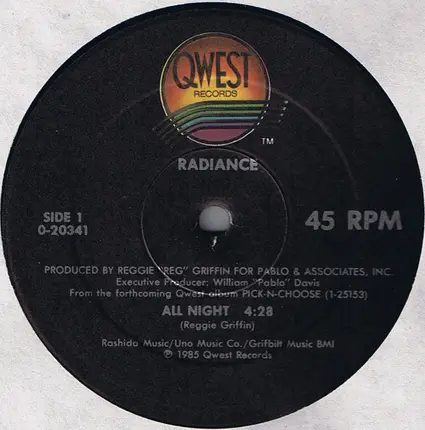 QWEST
RECORDS
TM
RADIANCE
SIDE 1
0-20341
45 RPM
PRODUCED BY REGGIE "REG" GRIFFIN FOR PABLO & ASSOCIATES, INC.
Executive Producer: William "Pablo" Davis
From the forthcoming Qwest album PICK-N-CHOOSE (1-25153)
ALL NIGHT 4:28
(Reggie Griffin)
Rashida Music/Uno Music Co./Grifbilt Music BMI
℗ 1985 Qwest Records